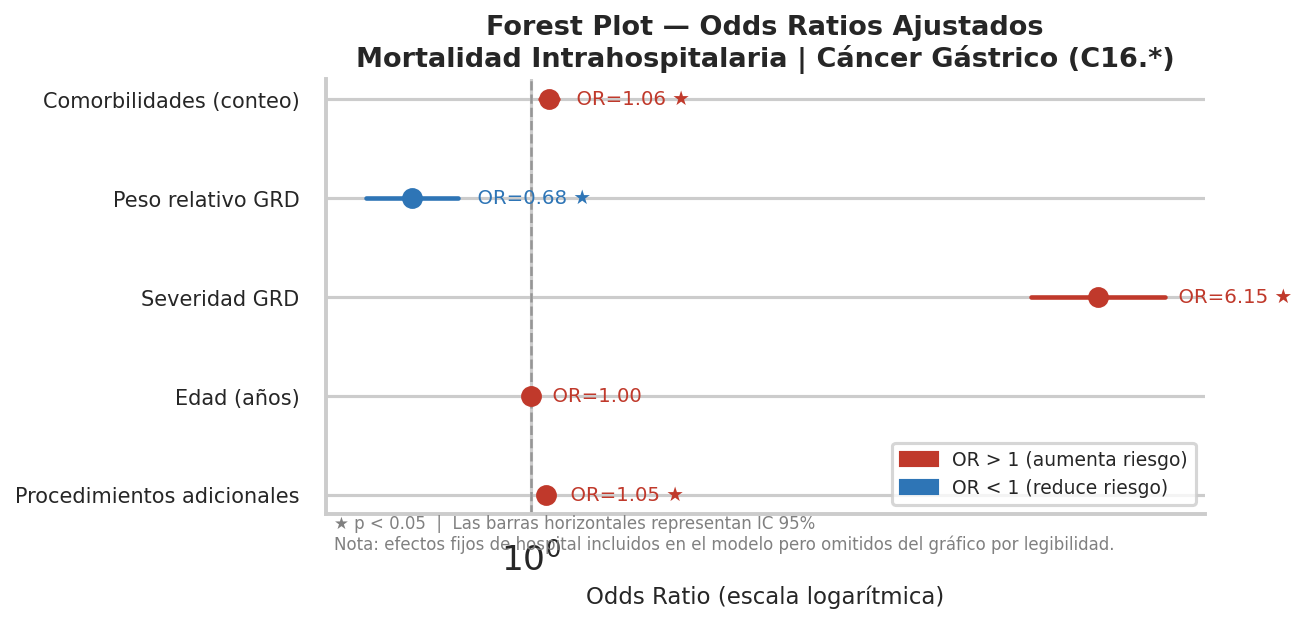 Forest Plot — Odds Ratios Ajustados
Mortalidad Intrahospitalaria | Cáncer Gástrico (C16.*)
Comorbilidades (conteo)
OR=1.06 ★
Peso relativo GRD
OR=0.68 ★
Severidad GRD
OR=6.15 ★
Edad (años)
OR=1.00
Procedimientos adicionales
OR=1.05 ★
OR > 1 (aumenta riesgo)
OR < 1 (reduce riesgo)
★ p < 0.05 | Las barras horizontales representan IC 95%
Nota: efectos fijos de hospital incluidos en el modelo pero omitidos del gráfico por legibilidad.
10⁰
Odds Ratio (escala logarítmica)